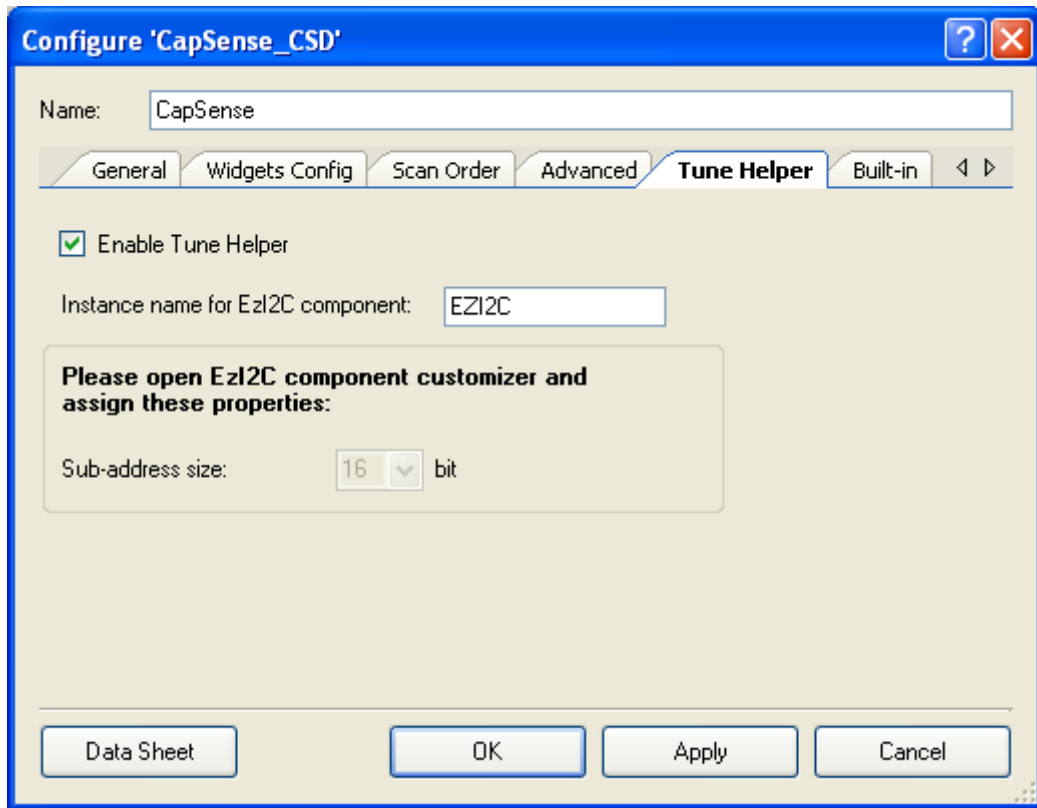 Configure 'CapSense_CSD'
Name: CapSense
General Widgets Config Scan Order Advanced Tune Helper Built-in
Enable Tune Helper
Instance name for EzI2C component: EZI2C
Please open EzI2C component customizer and
assign these properties:
Sub-address size: 16 bit
Data Sheet OK Apply Cancel